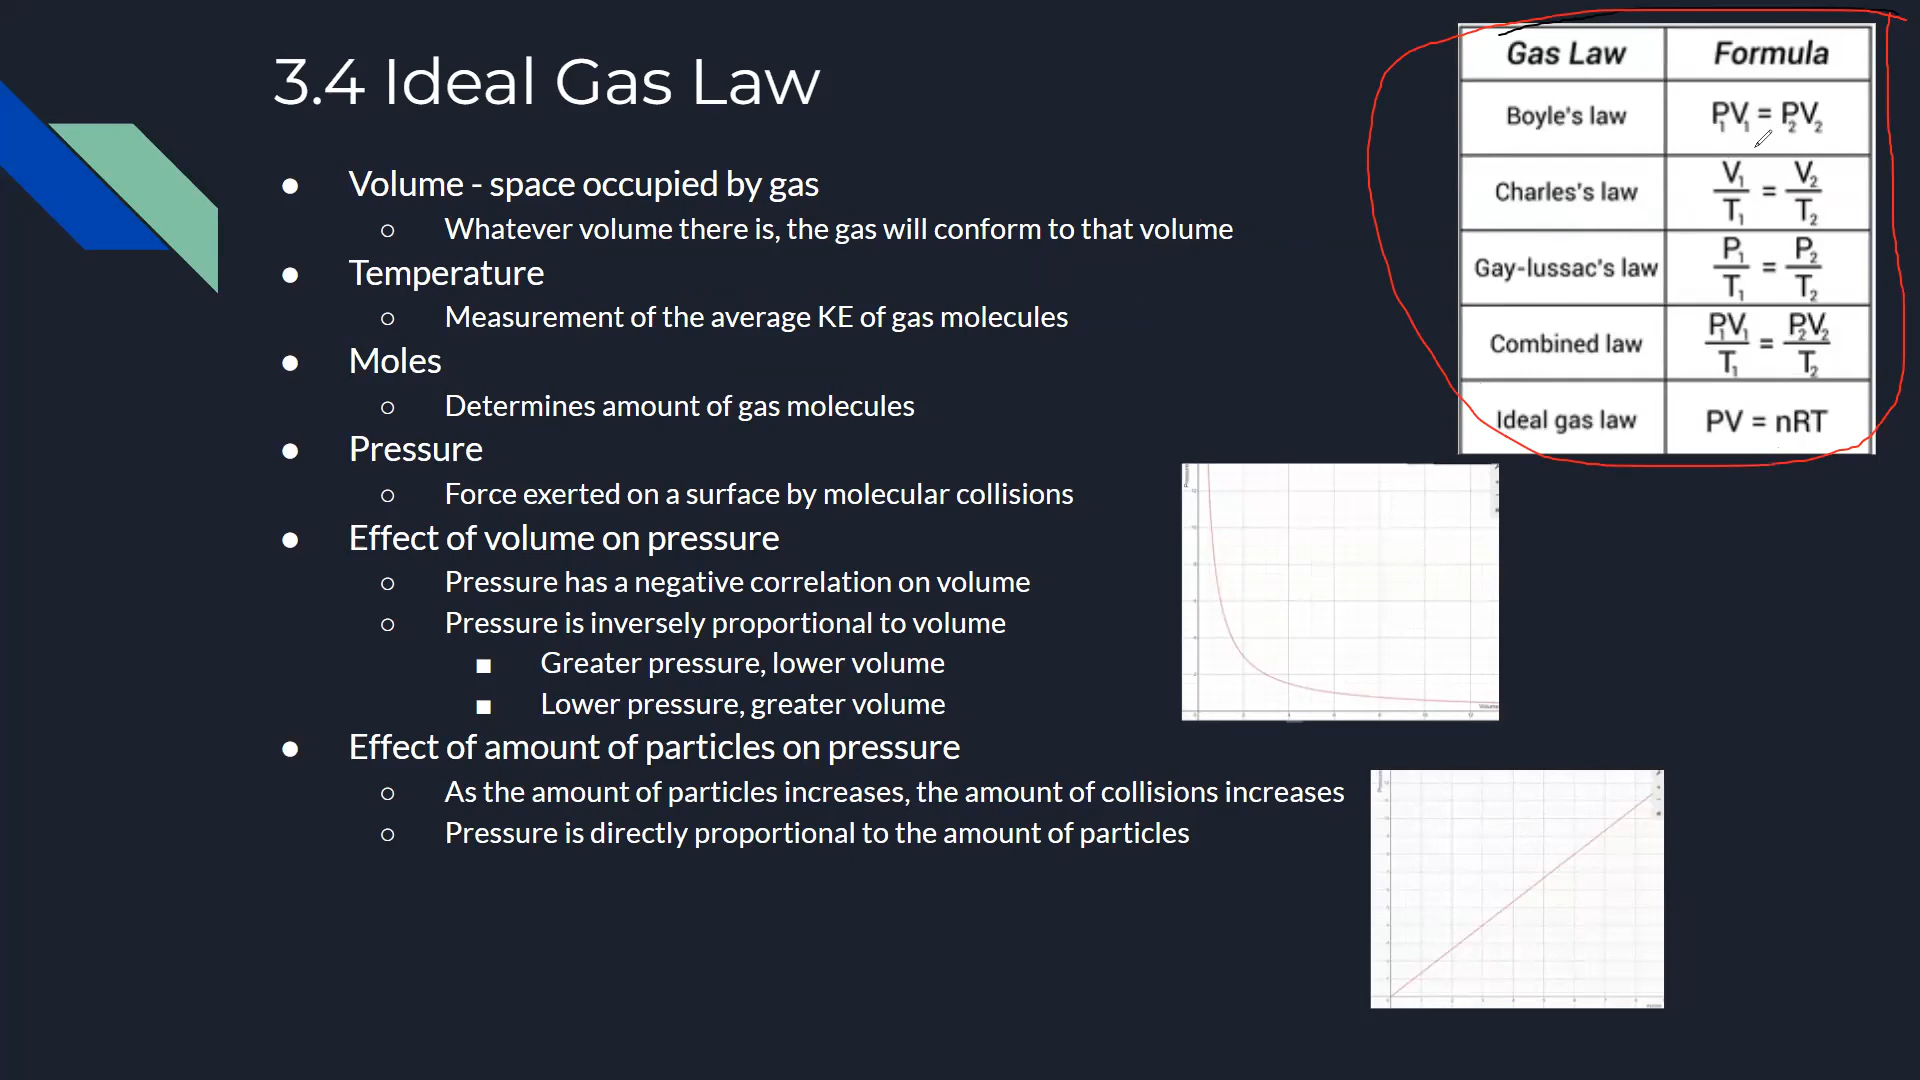 3.4 Ideal Gas Law
● Volume - space occupied by gas
○ Whatever volume there is, the gas will conform to that volume
● Temperature
○ Measurement of the average KE of gas molecules
● Moles
○ Determines amount of gas molecules
● Pressure
○ Force exerted on a surface by molecular collisions
● Effect of volume on pressure
○ Pressure has a negative correlation on volume
○ Pressure is inversely proportional to volume
■ Greater pressure, lower volume
■ Lower pressure, greater volume
● Effect of amount of particles on pressure
○ As the amount of particles increases, the amount of collisions increases
○ Pressure is directly proportional to the amount of particles
Gas Law Formula
Boyle's law P₁V₁ = P₂V₂
Charles's law V₁/T₁ = V₂/T₂
Gay-lussac's law P₁/T₁ = P₂/T₂
Combined law P₁V₁/T₁ = P₂V₂/T₂
Ideal gas law PV = nRT
Pressure
Volume